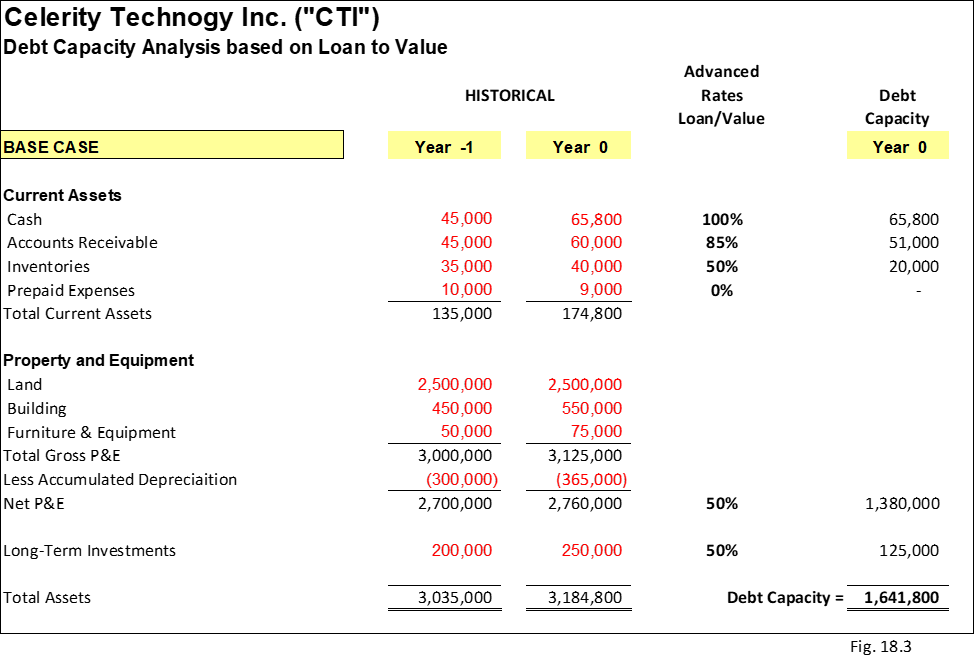 Celerity Technogy Inc. ("CTI")
Debt Capacity Analysis based on Loan to Value
Advanced
HISTORICAL Rates Debt
Loan/Value Capacity
BASE CASE Year -1 Year 0 Year 0
Current Assets
Cash 45,000 65,800 100% 65,800
Accounts Receivable 45,000 60,000 85% 51,000
Inventories 35,000 40,000 50% 20,000
Prepaid Expenses 10,000 9,000 0% -
Total Current Assets 135,000 174,800
Property and Equipment
Land 2,500,000 2,500,000
Building 450,000 550,000
Furniture & Equipment 50,000 75,000
Total Gross P&E 3,000,000 3,125,000
Less Accumulated Depreciaition (300,000) (365,000)
Net P&E 2,700,000 2,760,000 50% 1,380,000
Long-Term Investments 200,000 250,000 50% 125,000
Total Assets 3,035,000 3,184,800 Debt Capacity = 1,641,800
Fig. 18.3